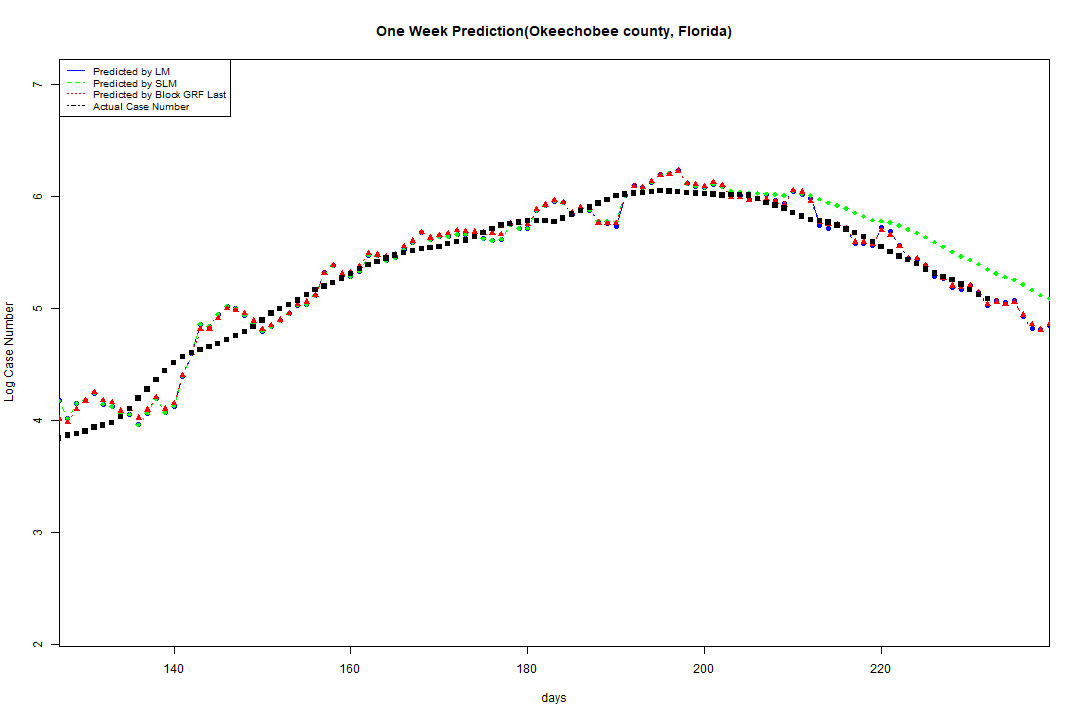 One Week Prediction(Okeechobee county, Florida)
Predicted by LM
Predicted by SLM
Predicted by Block GRF Last
Actual Case Number
7
6
5
4
3
2
Log Case Number
140 160 180 200 220
days